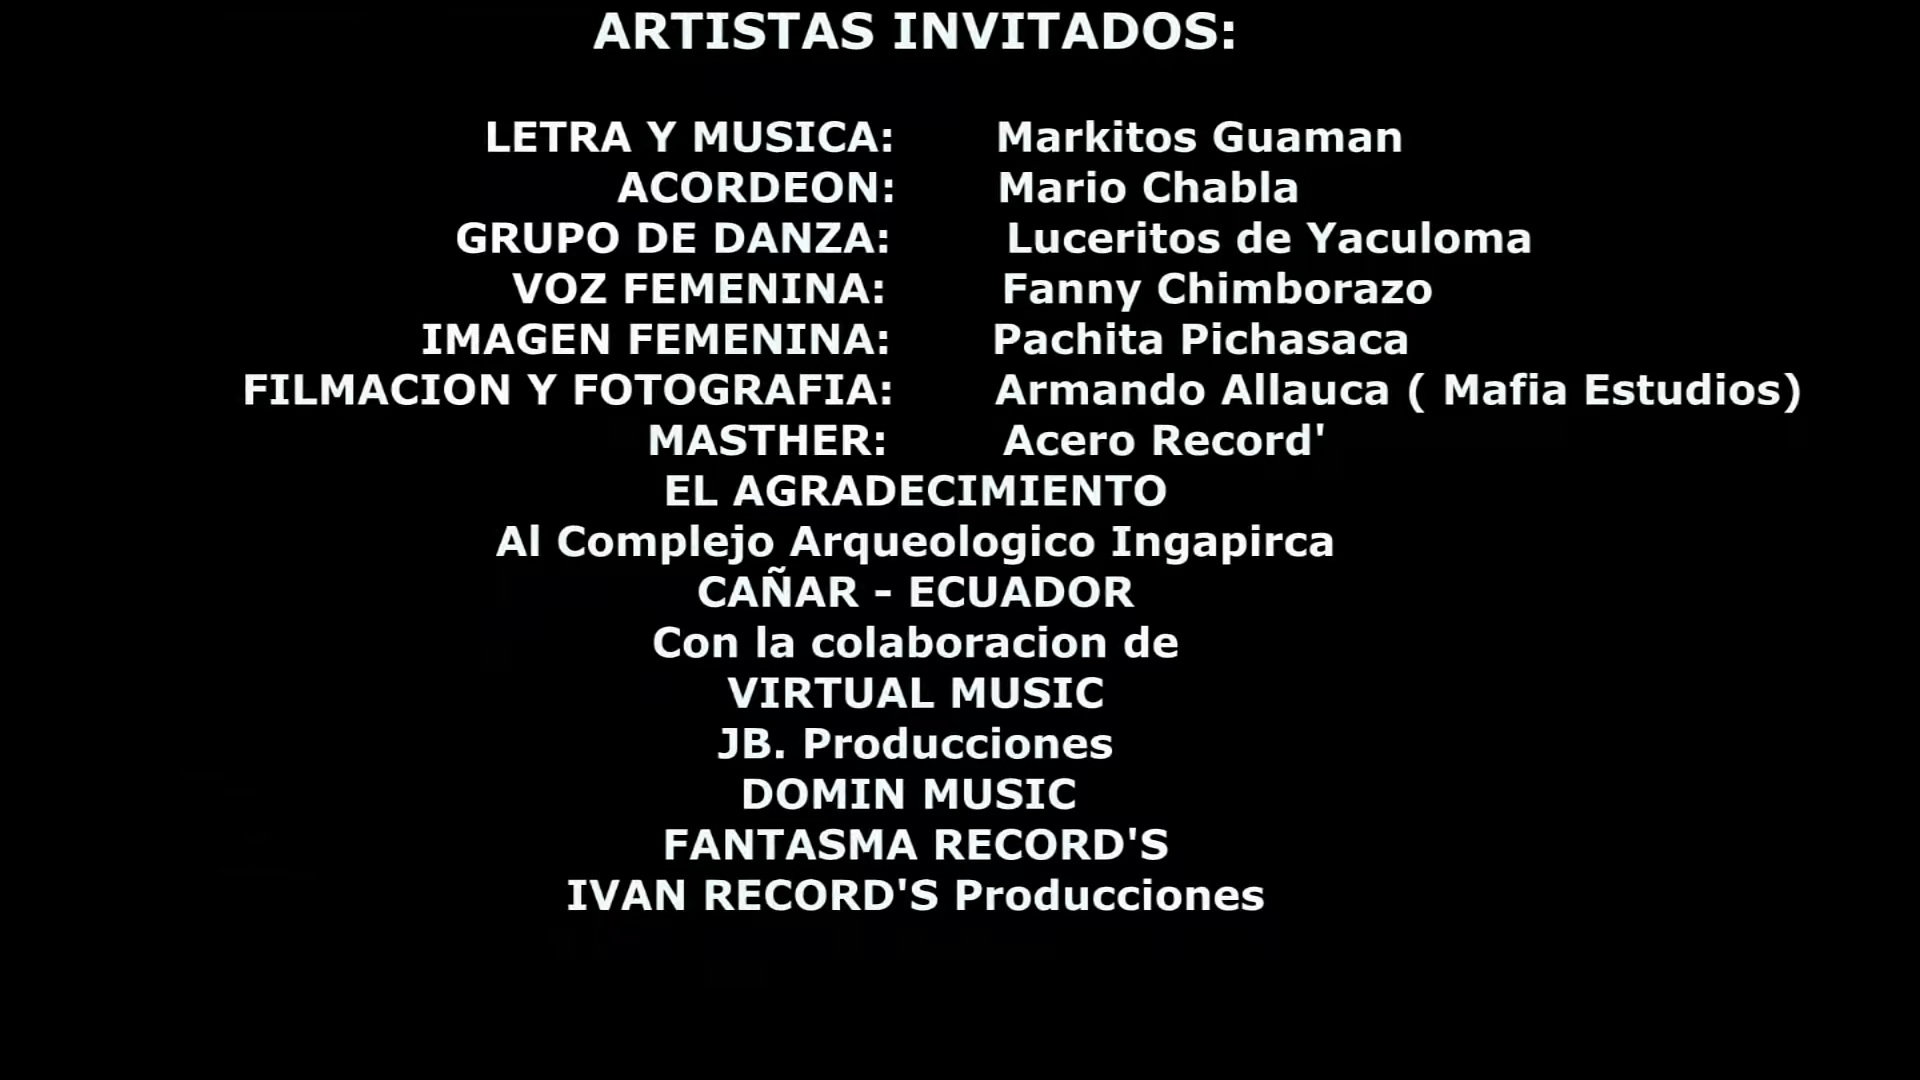 ARTISTAS INVITADOS:
LETRA Y MUSICA: Markitos Guaman
ACORDEON: Mario Chabla
GRUPO DE DANZA: Luceritos de Yaculoma
VOZ FEMENINA: Fanny Chimborazo
IMAGEN FEMENINA: Pachita Pichasaca
FILMACION Y FOTOGRAFIA: Armando Allauca ( Mafia Estudios)
MASTHER: Acero Record'
EL AGRADECIMIENTO
Al Complejo Arqueologico Ingapirca
CAÑAR - ECUADOR
Con la colaboracion de
VIRTUAL MUSIC
JB. Producciones
DOMIN MUSIC
FANTASMA RECORD'S
IVAN RECORD'S Producciones